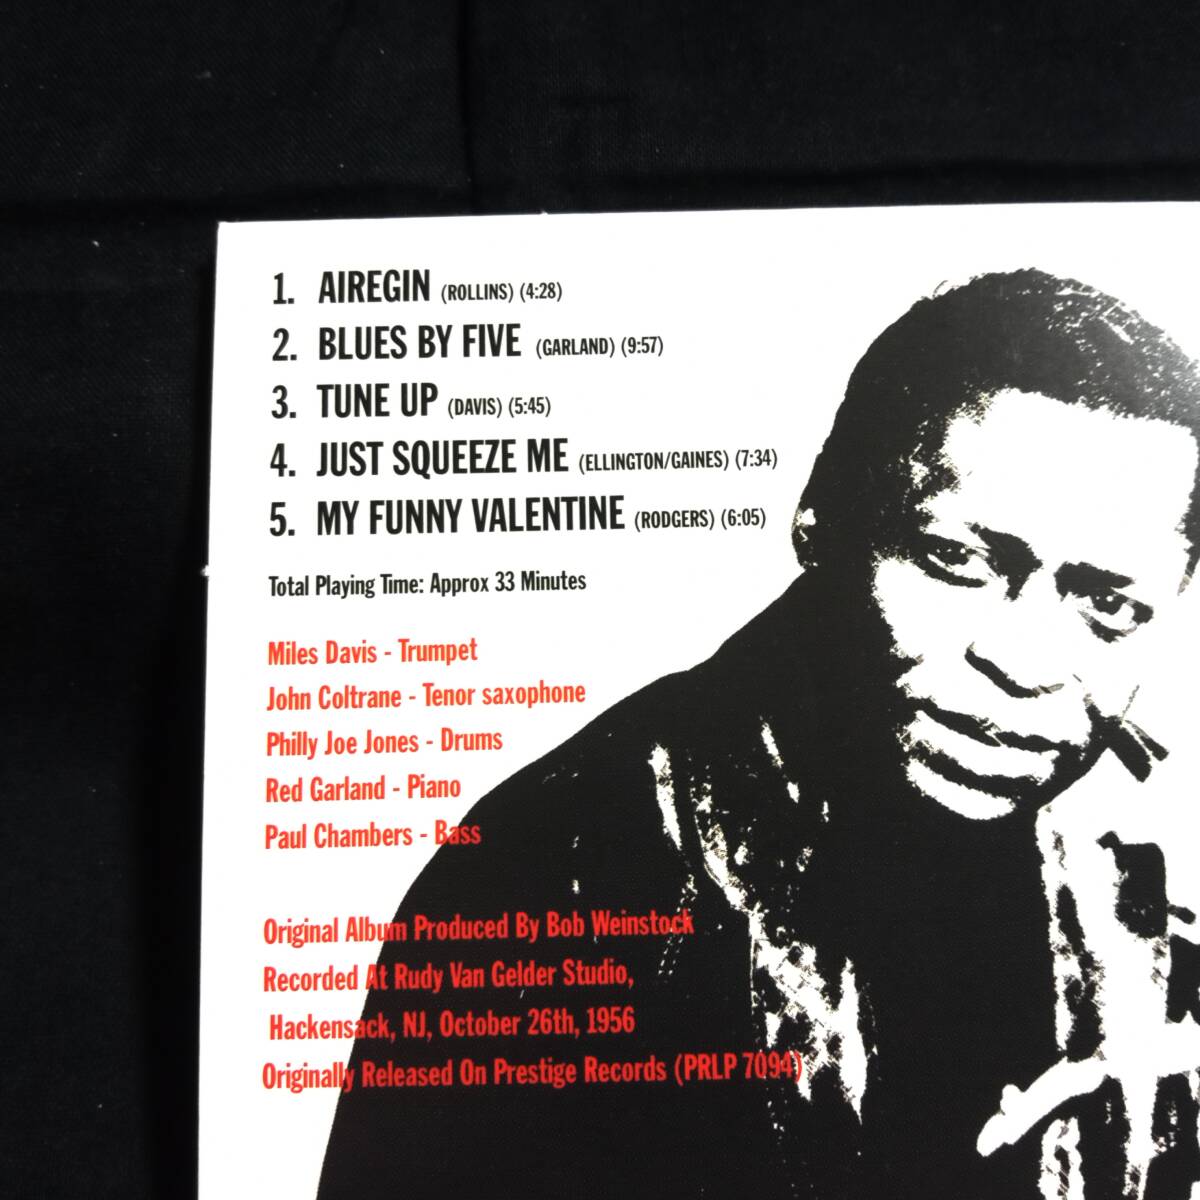 1. AIREGIN (ROLLINS) (4:28)
2. BLUES BY FIVE (GARLAND) (9:57)
3. TUNE UP (DAVIS) (5:45)
4. JUST SQUEEZE ME (ELLINGTON/GAINES) (7:34)
5. MY FUNNY VALENTINE (RODGERS) (6:05)
Total Playing Time: Approx 33 Minutes
Miles Davis - Trumpet
John Coltrane - Tenor saxophone
Philly Joe Jones - Drums
Red Garland - Piano
Paul Chambers - Bass
Original Album Produced By Bob Weinstock
Recorded At Rudy Van Gelder Studio,
Hackensack, NJ, October 26th, 1956
Originally Released On Prestige Records (PRLP 7094)